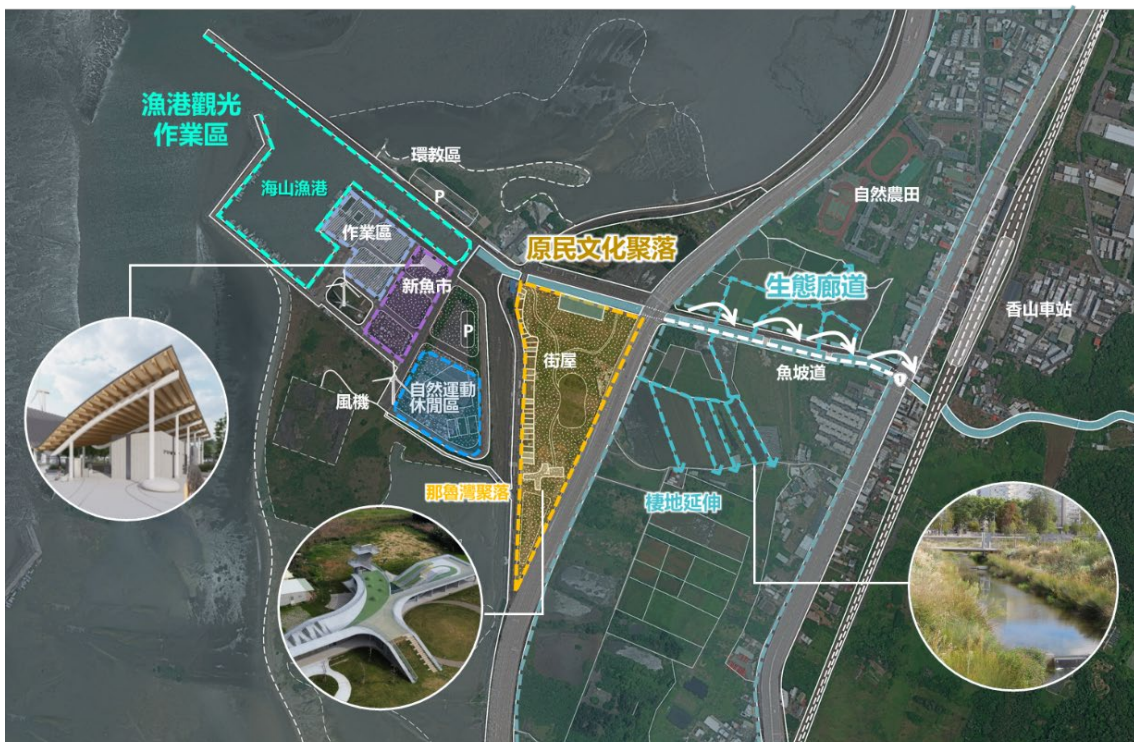 漁港觀光
作業區
環教區
P
海山漁港
自然農田
作業區
原民文化聚落
新魚市
生態廊道
香山車站
P
街屋
魚坡道
自然運動
休閒區
風機
那魯灣聚落
棲地延伸